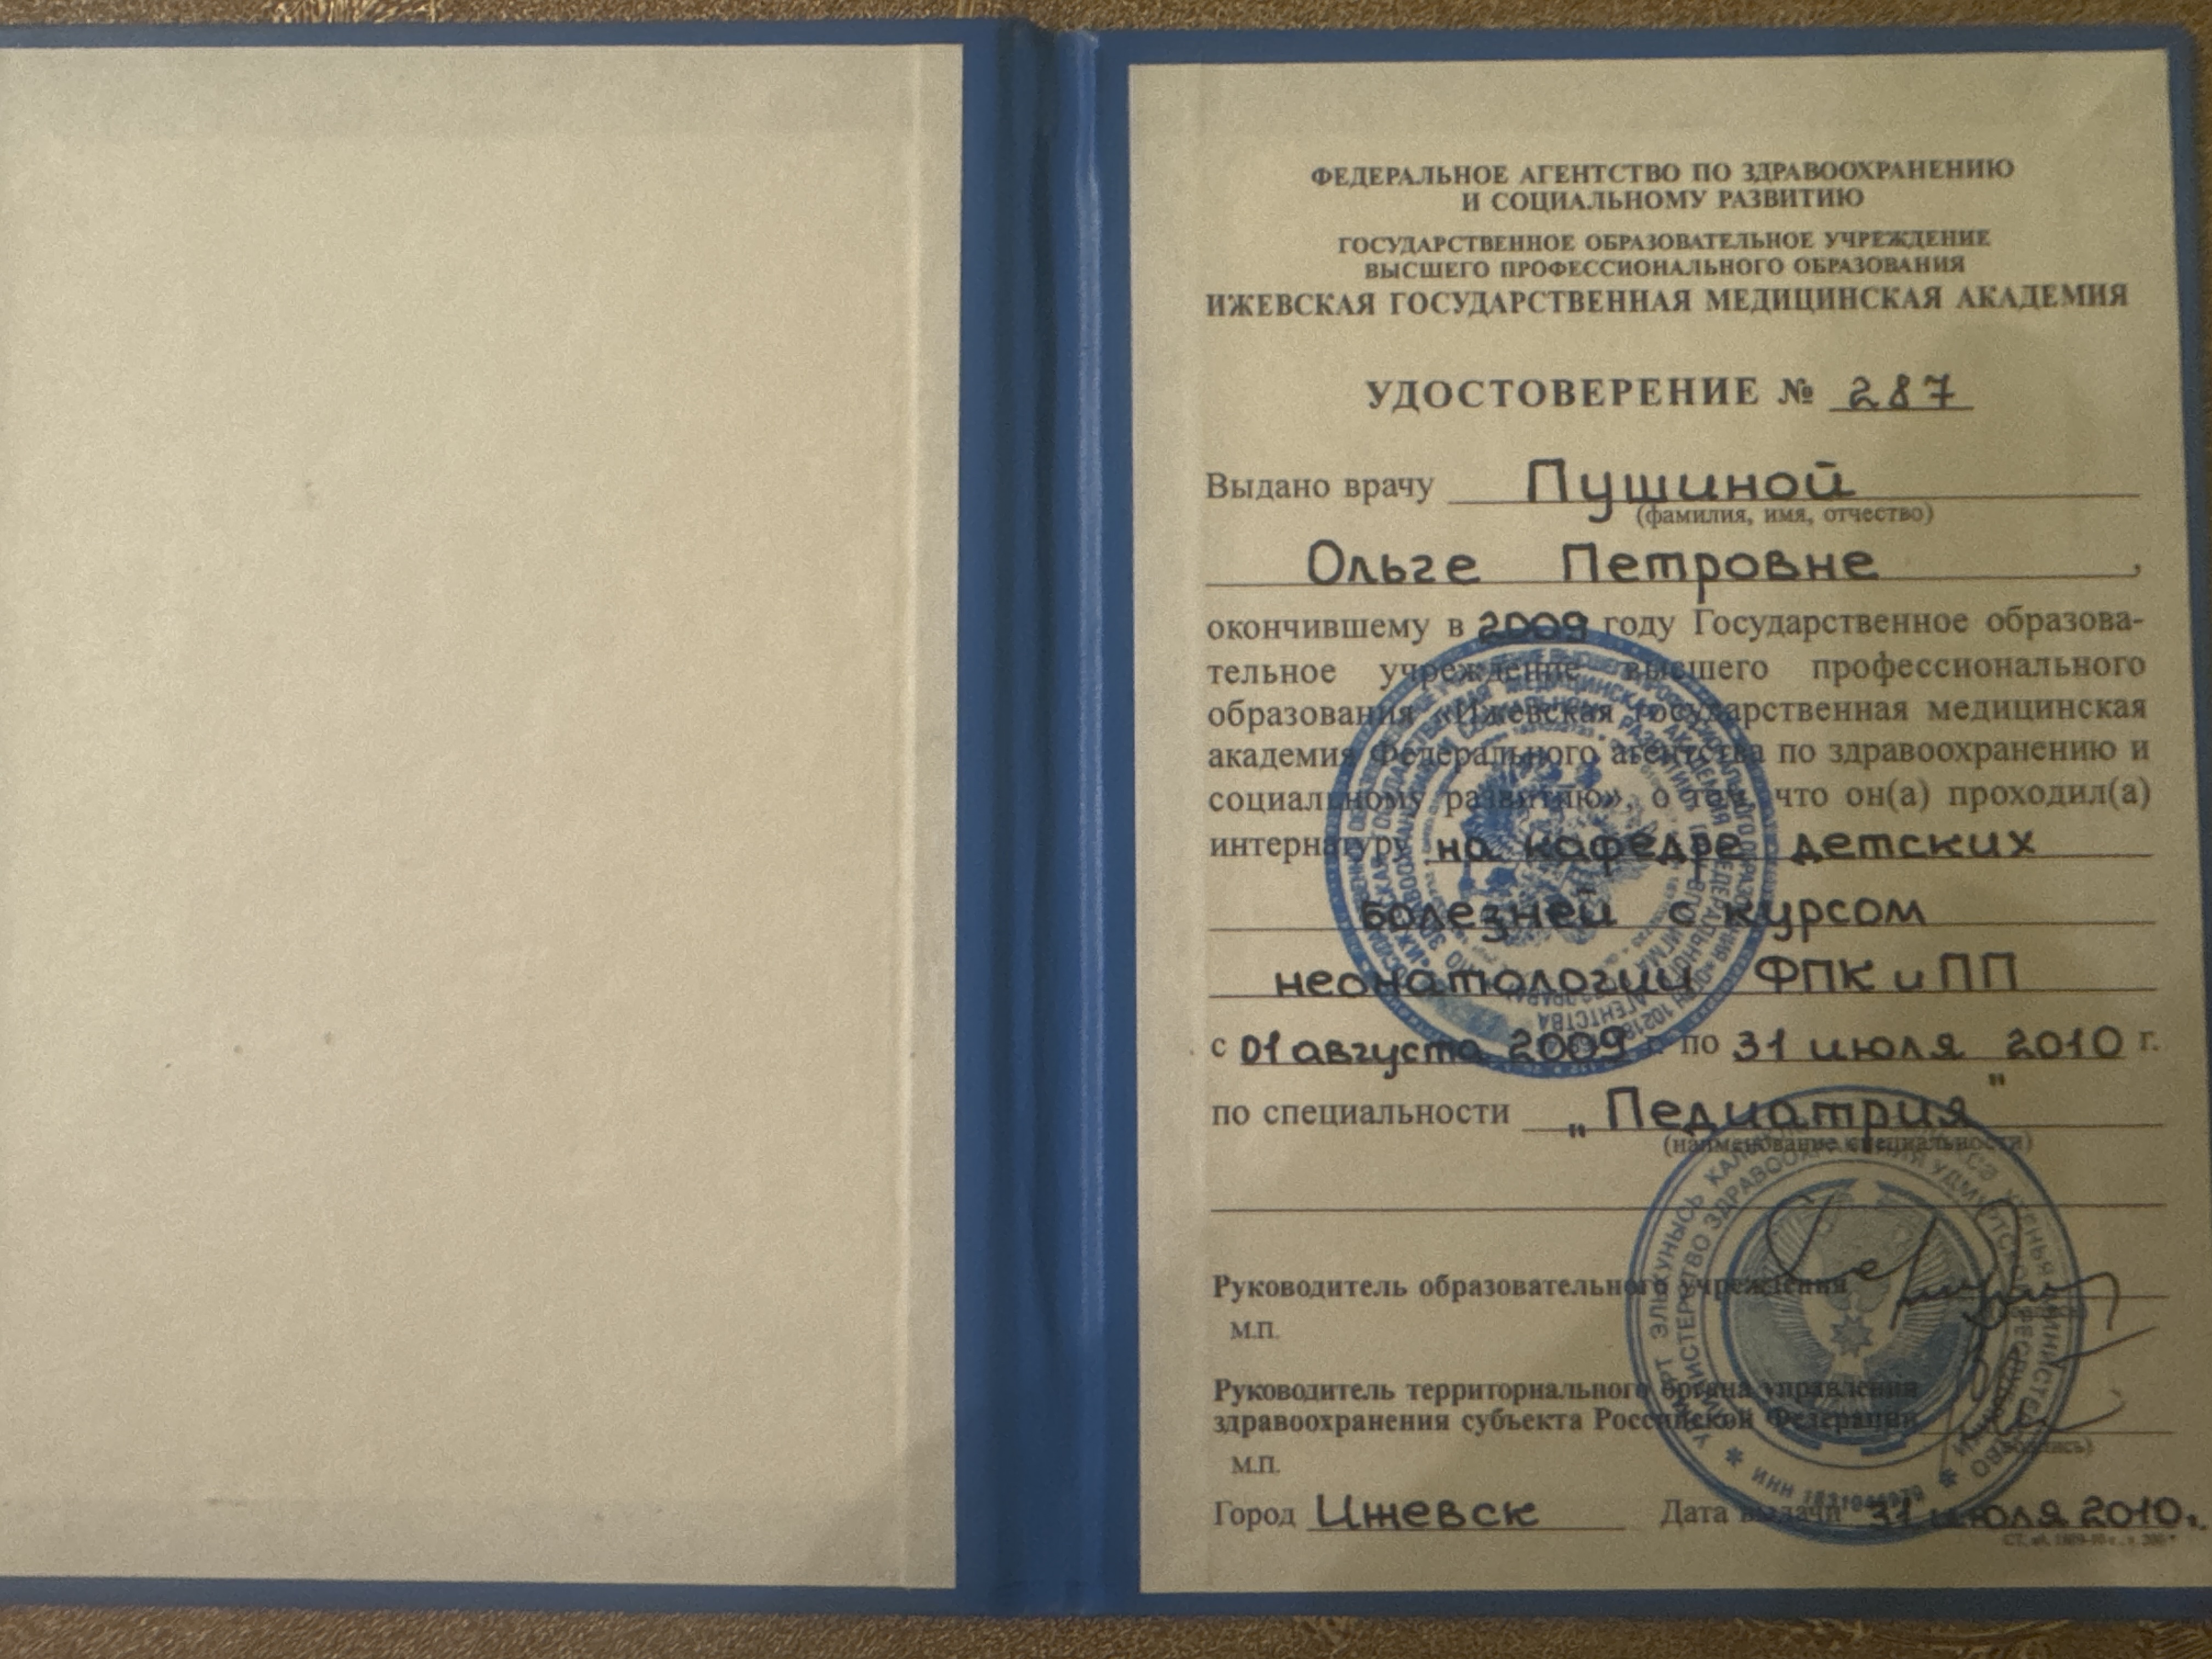 ФЕДЕРАЛЬНОЕ АГЕНТСТВО ПО ЗДРАВООХРАНЕНИЮ
И СОЦИАЛЬНОМУ РАЗВИТИЮ
ГОСУДАРСТВЕННОЕ ОБРАЗОВАТЕЛЬНОЕ УЧРЕЖДЕНИЕ
ВЫСШЕГО ПРОФЕССИОНАЛЬНОГО ОБРАЗОВАНИЯ
ИЖЕВСКАЯ ГОСУДАРСТВЕННАЯ МЕДИЦИНСКАЯ АКАДЕМИЯ
УДОСТОВЕРЕНИЕ № 287
Выдано врачу Пушиной
(фамилия, имя, отчество)
Ольге Петровне ,
окончившему в 2009 году Государственное образова-
тельное учреждение высшего профессионального
образования «Ижевская государственная медицинская
академия Федерального агентства по здравоохранению и
социальному развитию», о том, что он(а) проходил(а)
интернатуру на кафедре детских
болезней с курсом
неонатологии ФПК и ПП
с 01 августа 2009 г. по 31 июля 2010 г.
по специальности „Педиатрия"
(наименование специальности)
Руководитель образовательного учреждения
М.П.
Руководитель территориального органа управления
здравоохранения субъекта Российской Федерации
(подпись)
М.П.
Город Ижевск Дата выдачи 31 июля 2010г.